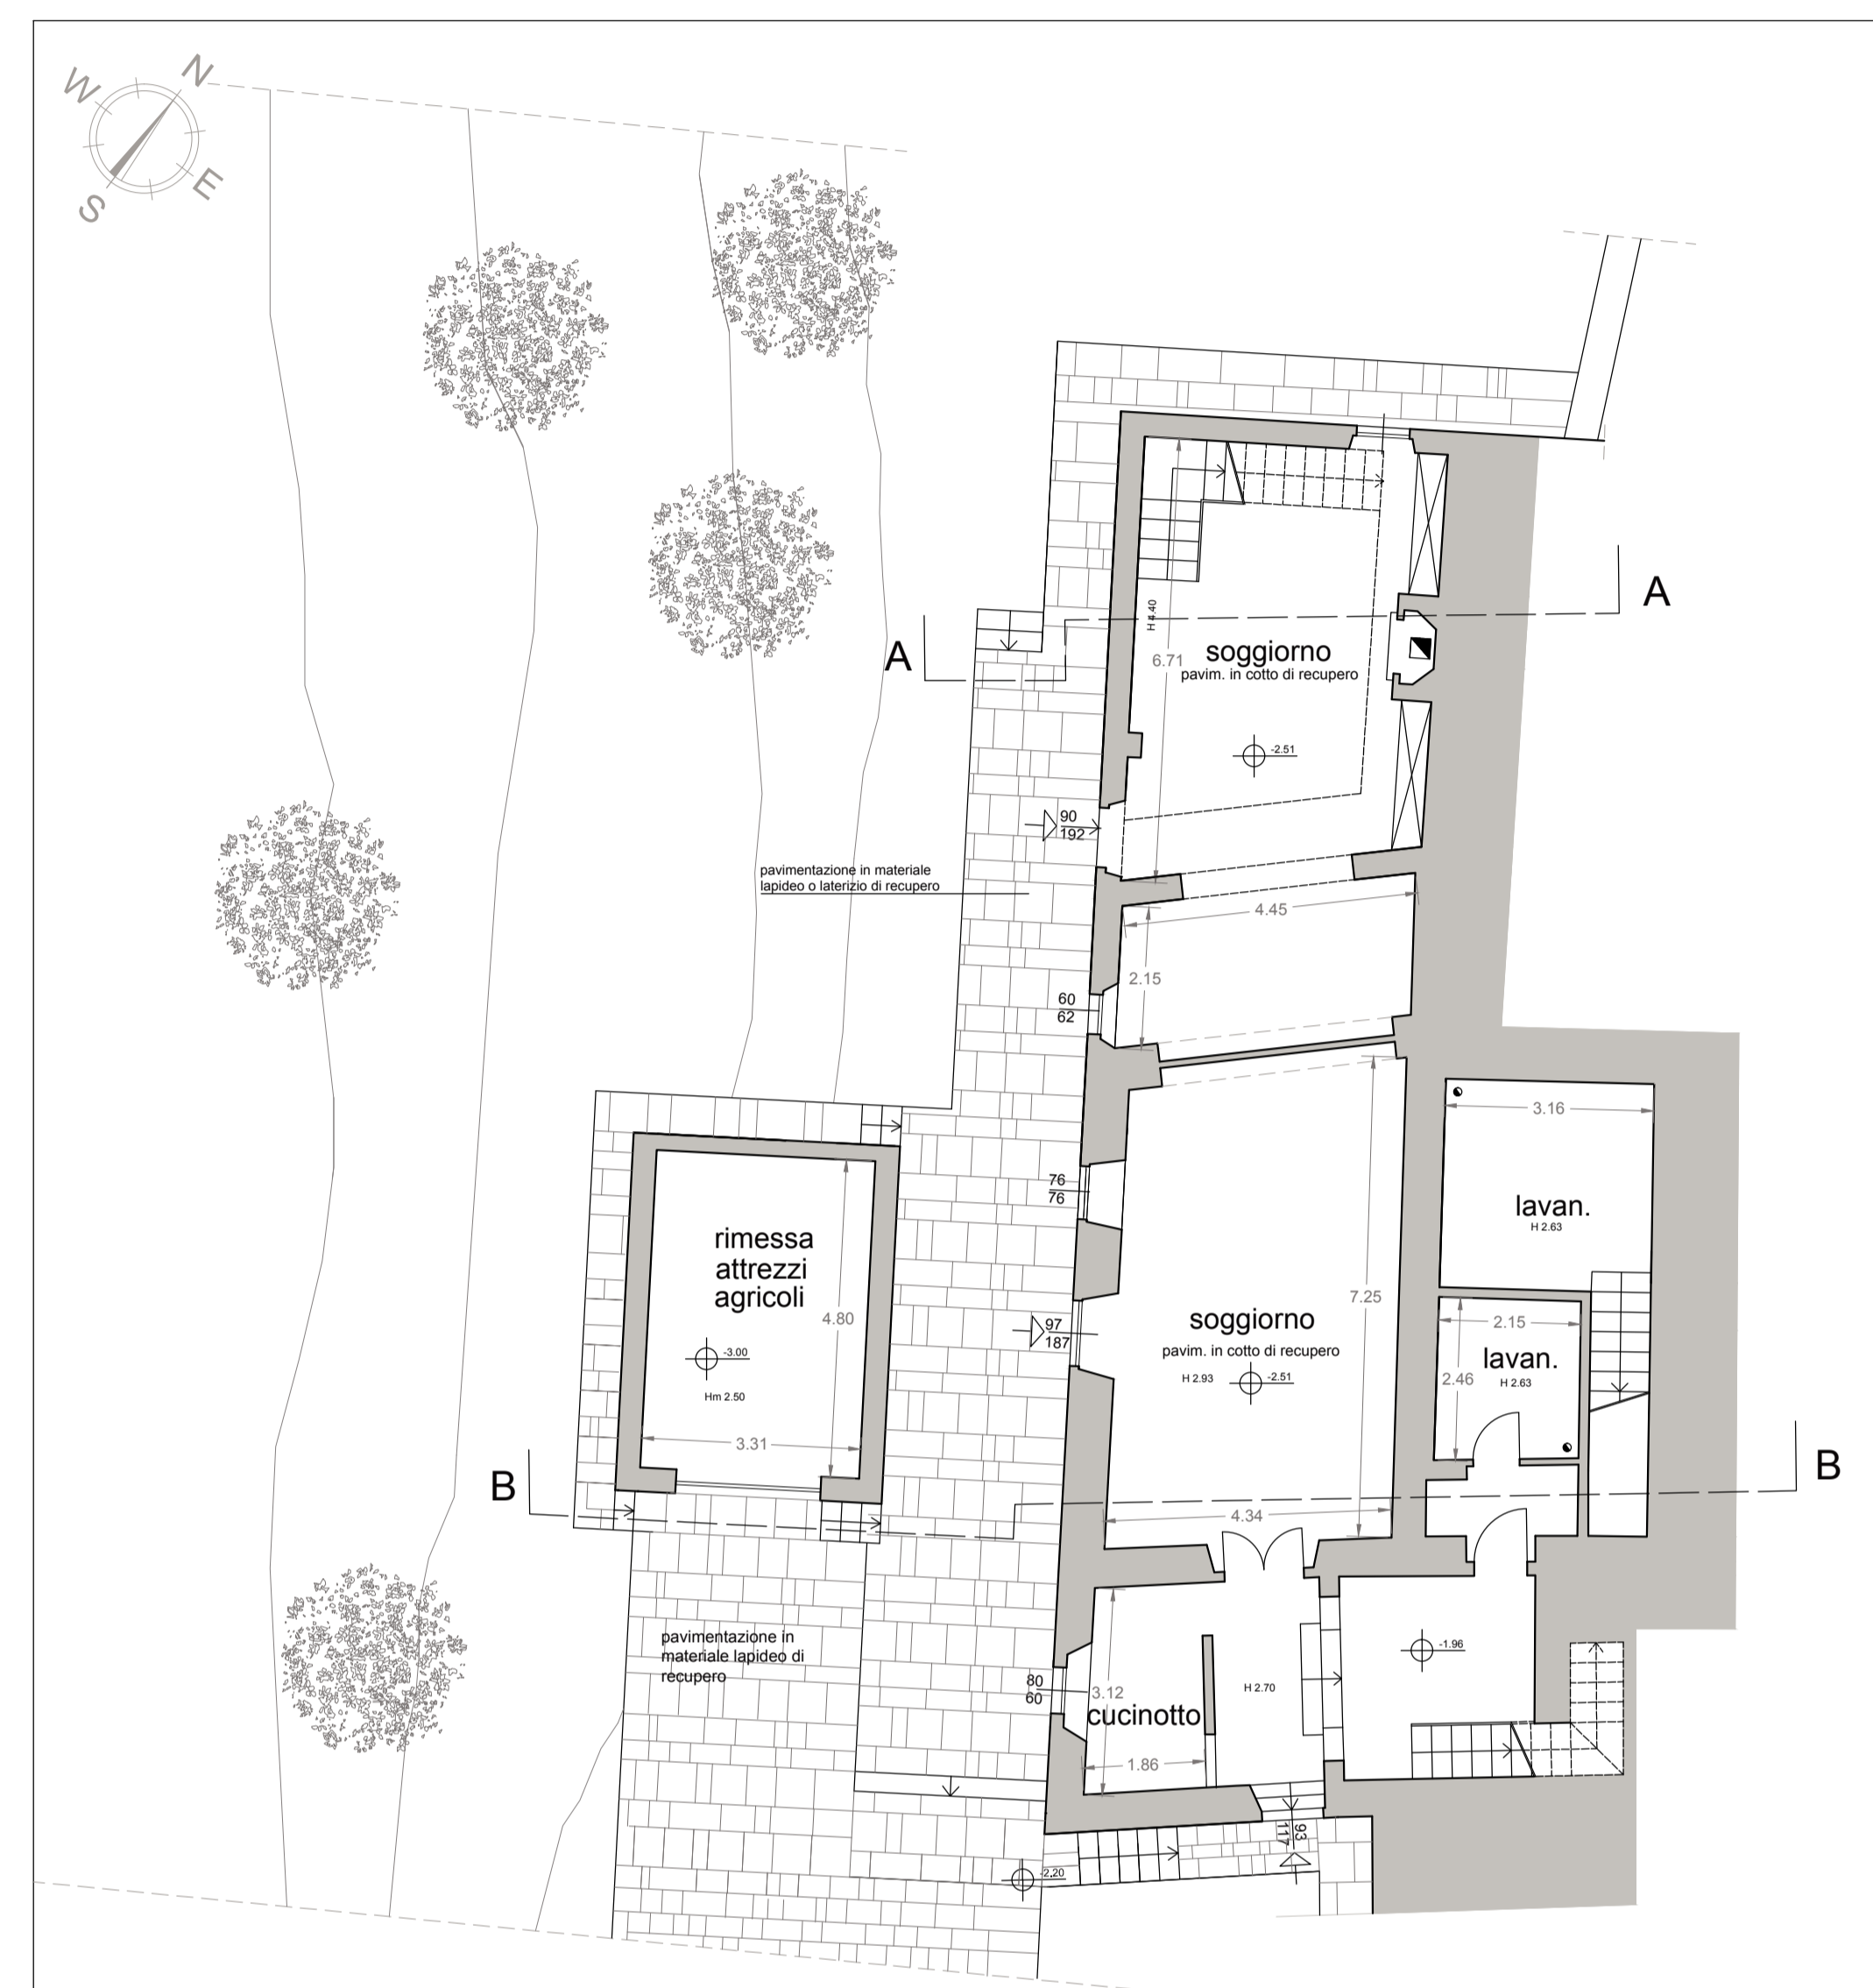 N
W
E
S
A
A
H 4.40
6.71
soggiorno
pavim. in cotto di recupero
-2.51
90
192
pavimentazione in materiale
lapideo o laterizio di recupero
4.45
2.15
60
62
3.16
lavan.
H 2.63
76
76
rimessa
attrezzi
agricoli
4.80
-3.00
Hm 2.50
3.31
97
187
soggiorno
pavim. in cotto di recupero
H 2.93
-2.51
7.25
2.15
lavan.
H 2.63
2.46
B
B
4.34
pavimentazione in
materiale lapideo di
recupero
80
60
3.12
cucinotto
1.86
H 2.70
-1.96
93
117
-2.20